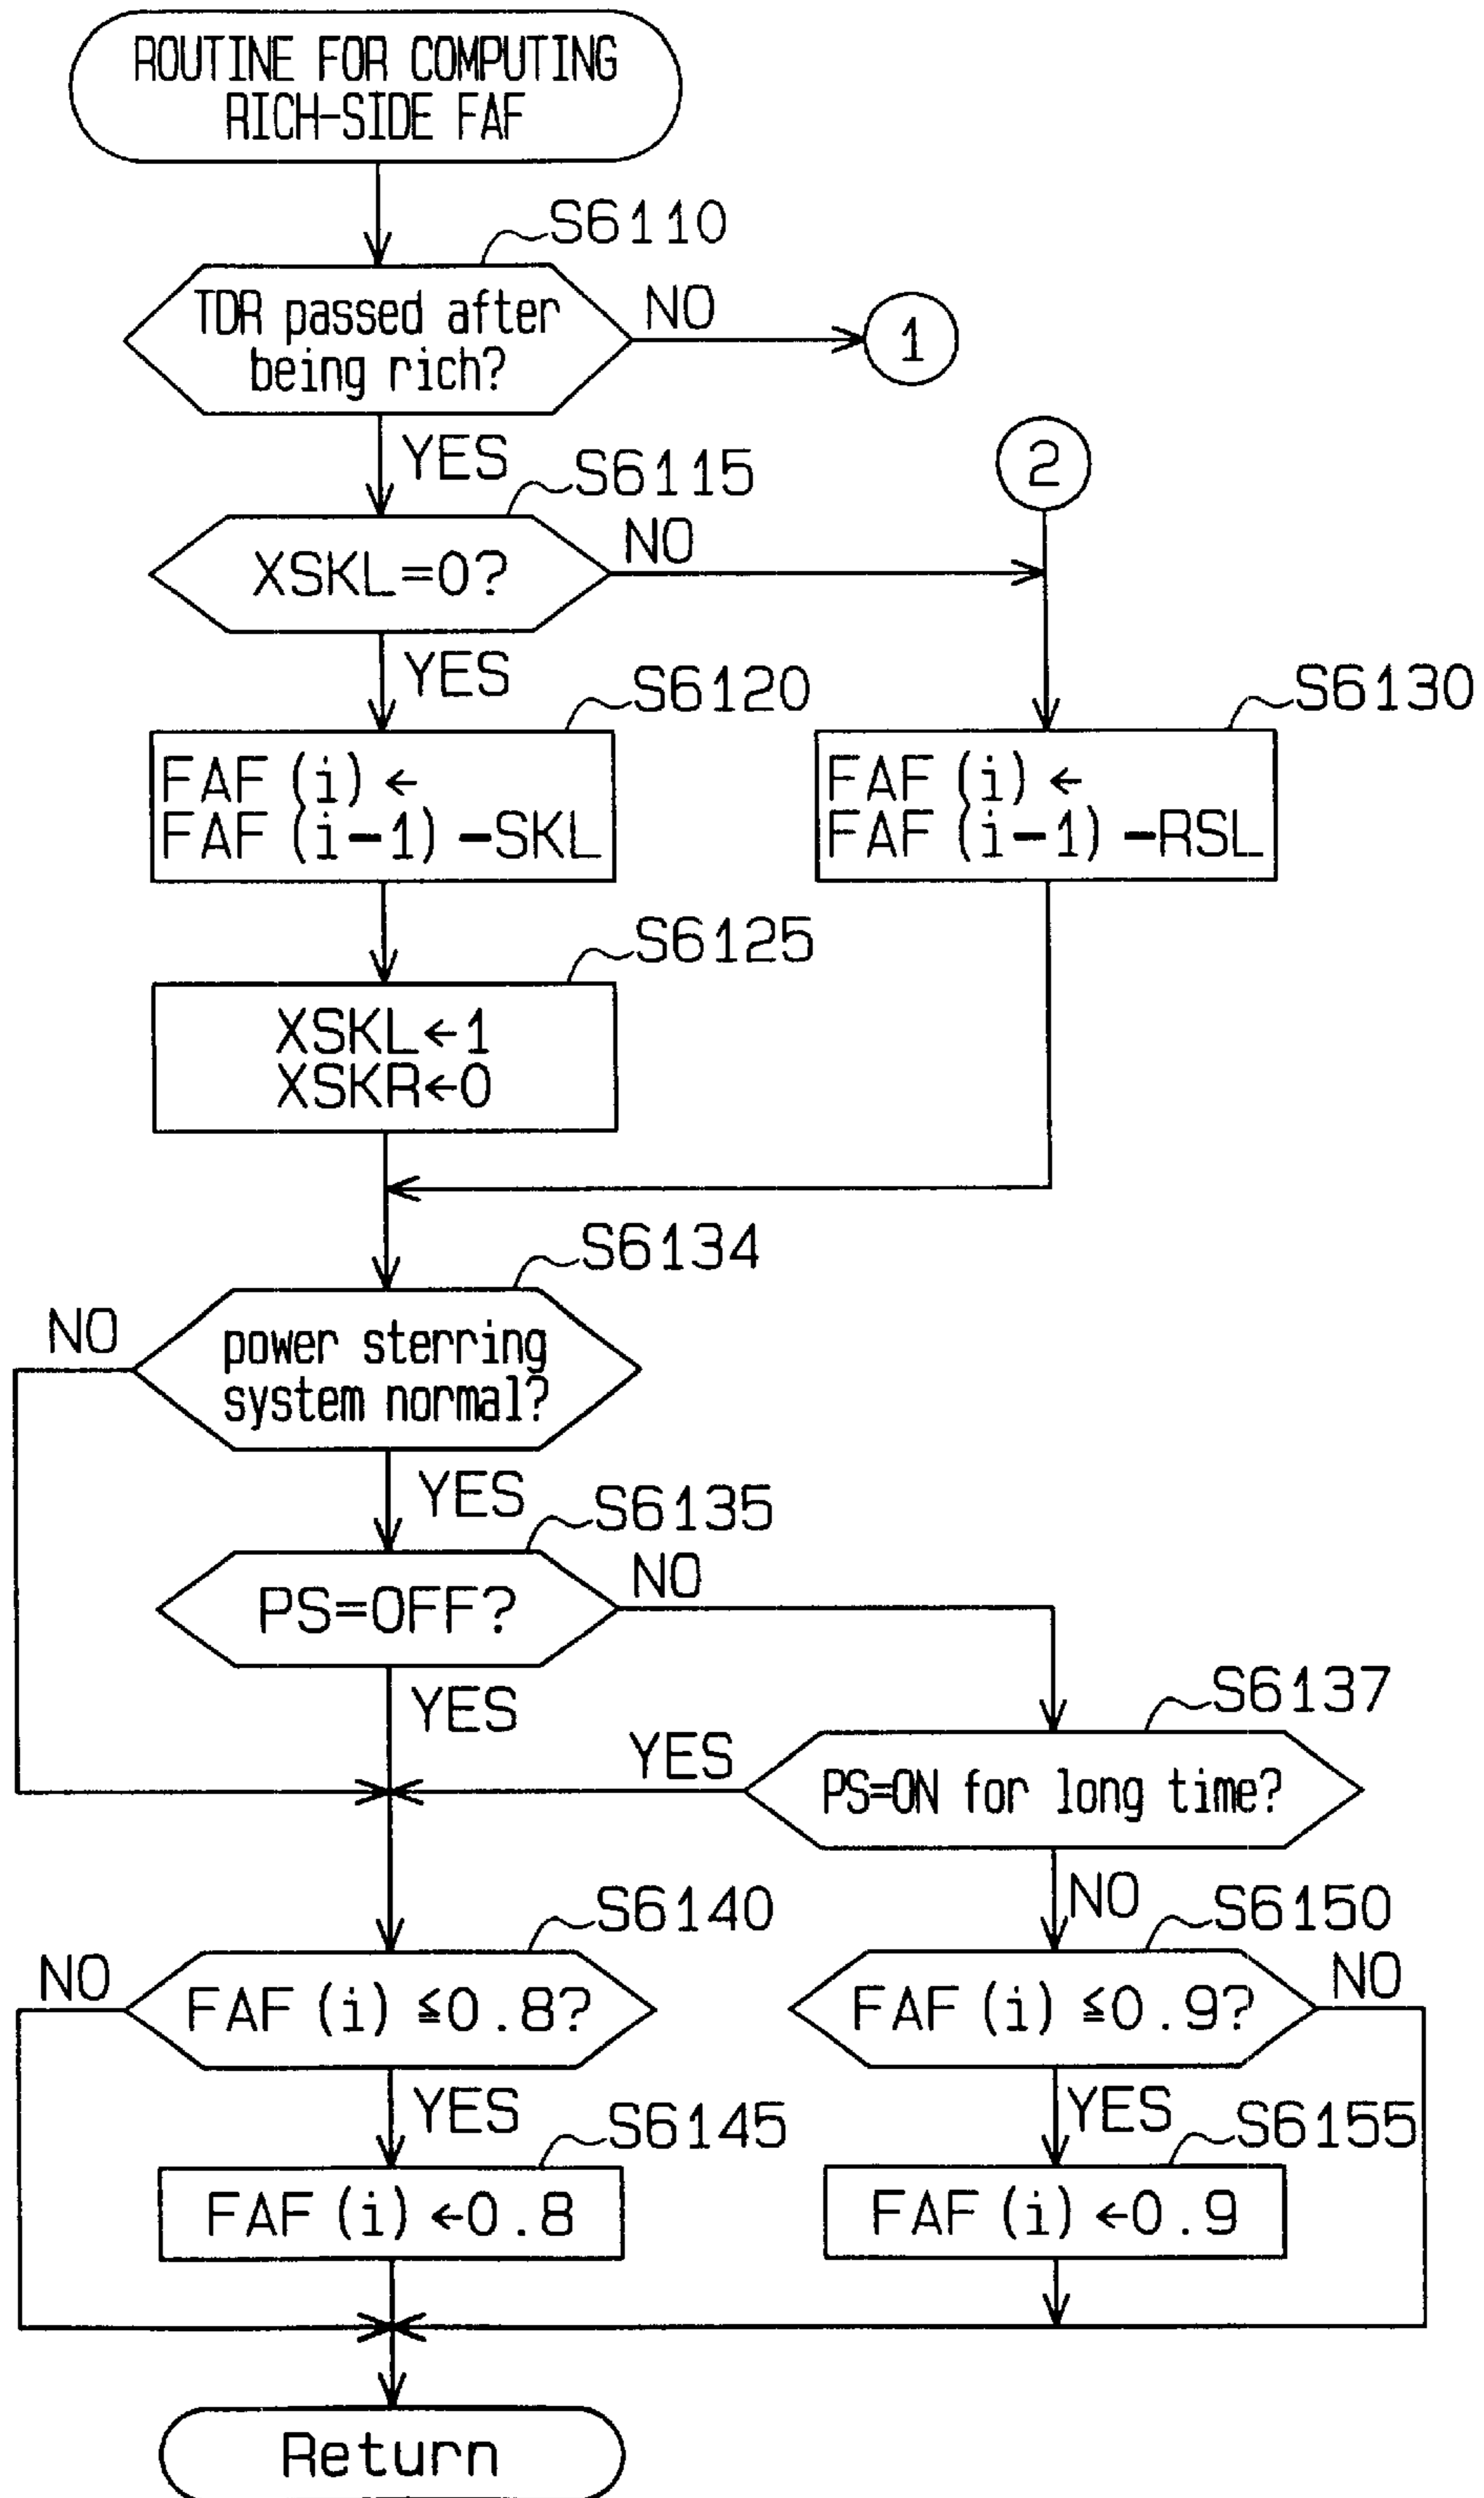 ROUTINE FOR COMPUTING
RICH-SIDE FAF
S6110
TDR passed after
being rich?
NO
1
YES
2
S6115
XSKL=0?
NO
YES
S6120
S6130
FAF(i)←
FAF(i-1)-SKL
FAF(i)←
FAF(i-1)-RSL
S6125
XSKL←1
XSKR←0
S6134
NO
power sterring
system normal?
YES
S6135
PS=OFF?
NO
YES
S6137
YES
PS=ON for long time?
NO
S6140
S6150
NO
FAF(i)≦0.8?
FAF(i)≦0.9?
NO
YES
YES
S6145
S6155
FAF(i)←0.8
FAF(i)←0.9
Return